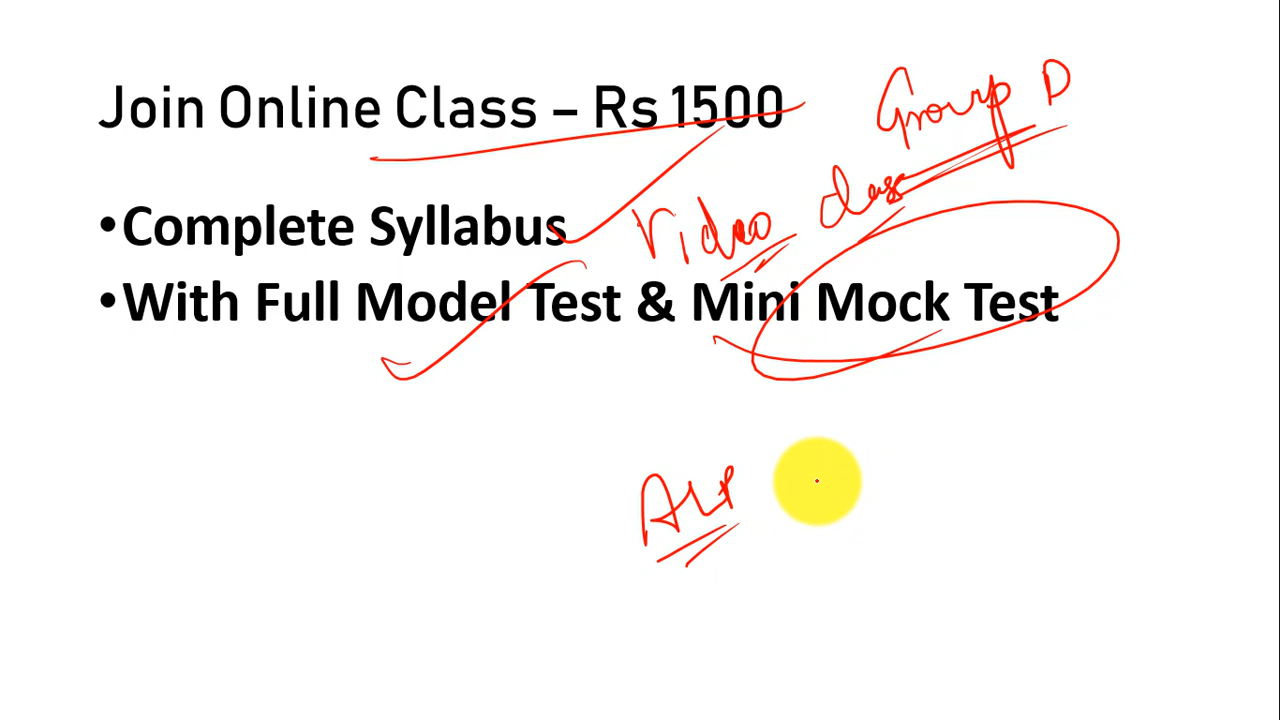 Join Online Class – Rs 1500
Group D
Video class
•Complete Syllabus
•With Full Model Test & Mini Mock Test
ALP